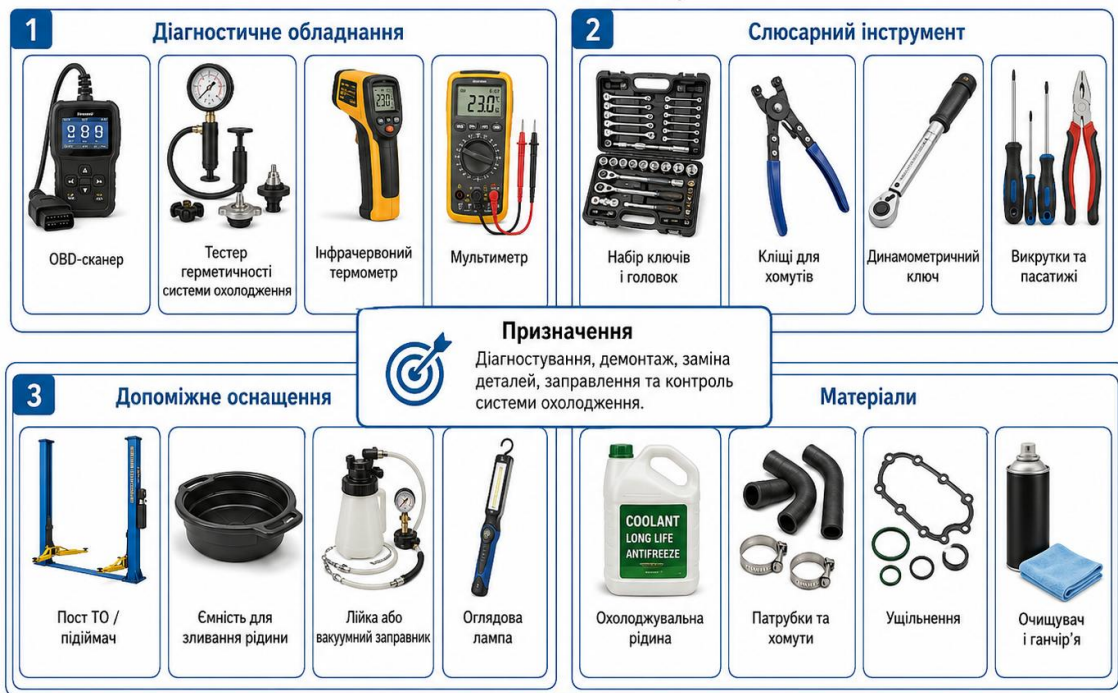 1
Діагностичне обладнання
OBD-сканер
Тестер
герметичності
системи охолодження
Інфрачервоний
термометр
23.0
Мультиметр
2
Слюсарний інструмент
Набір ключів
і головок
Кліщі для
хомутів
Динамометричний
ключ
Викрутки та
пасатижі
Призначення
Діагностування, демонтаж, заміна
деталей, заправлення та контроль
системи охолодження.
3
Допоміжне оснащення
Пост ТО /
підіймач
Ємність для
зливання рідини
Лійка або
вакуумний заправник
Оглядова
лампа
Матеріали
COOLANT
LONG LIFE
ANTIFREEZE
Охолоджувальна
рідина
Патрубки та
хомути
Ущільнення
Очищувач
і ганчір’я